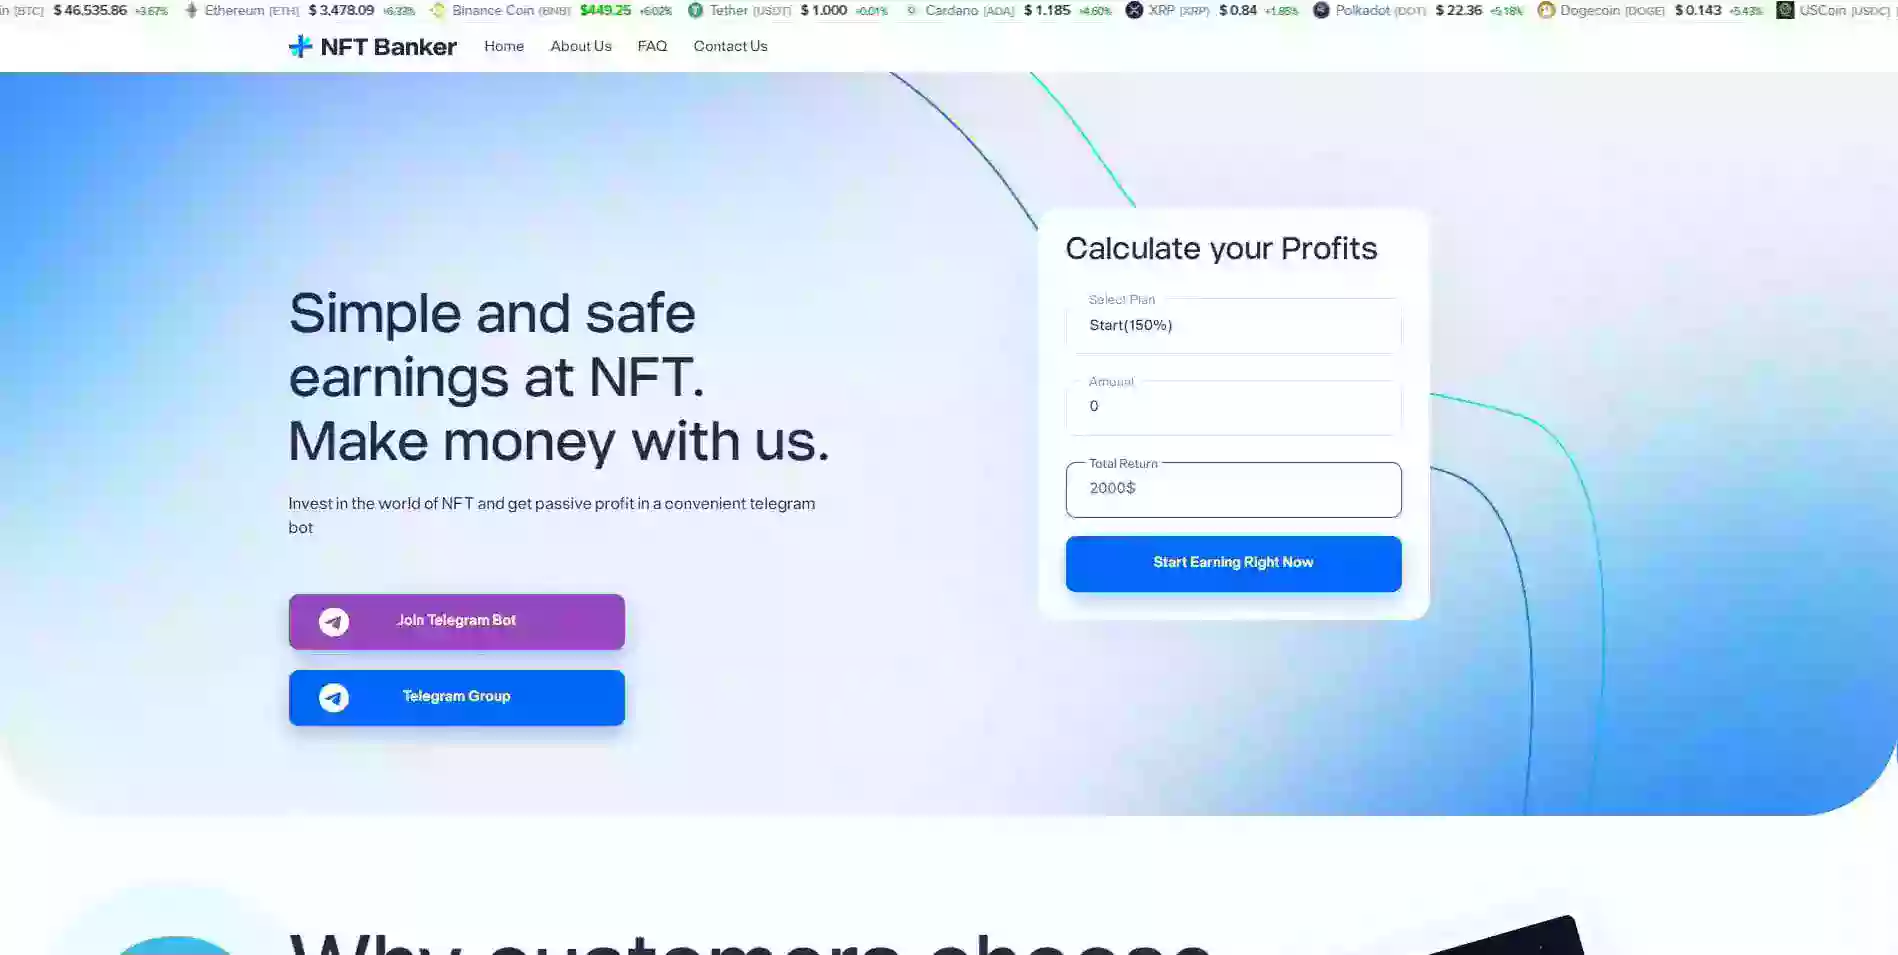 in [BTC] $ 46,535.86 +3.67% Ethereum [ETH] $ 3,478.09 +6.33% Binance Coin (BNB) $449.25 +6.02% Tether [USDT] $ 1.000 +0.01% Cardano [ADA] $ 1.185 +4.60% XRP [XRP] $ 0.84 +1.85% Polkadot (DOT) $ 22.36 +5.18% Dogecoin [DOGE] $ 0.143 +5.43% USCoin [USDC]
NFT Banker Home About Us FAQ Contact Us
Simple and safe
earnings at NFT.
Make money with us.
Invest in the world of NFT and get passive profit in a convenient telegram
bot
Join Telegram Bot
Telegram Group
Calculate your Profits
Select Plan
Start(150%)
Amount
0
Total Return
2000$
Start Earning Right Now
Why customers choose